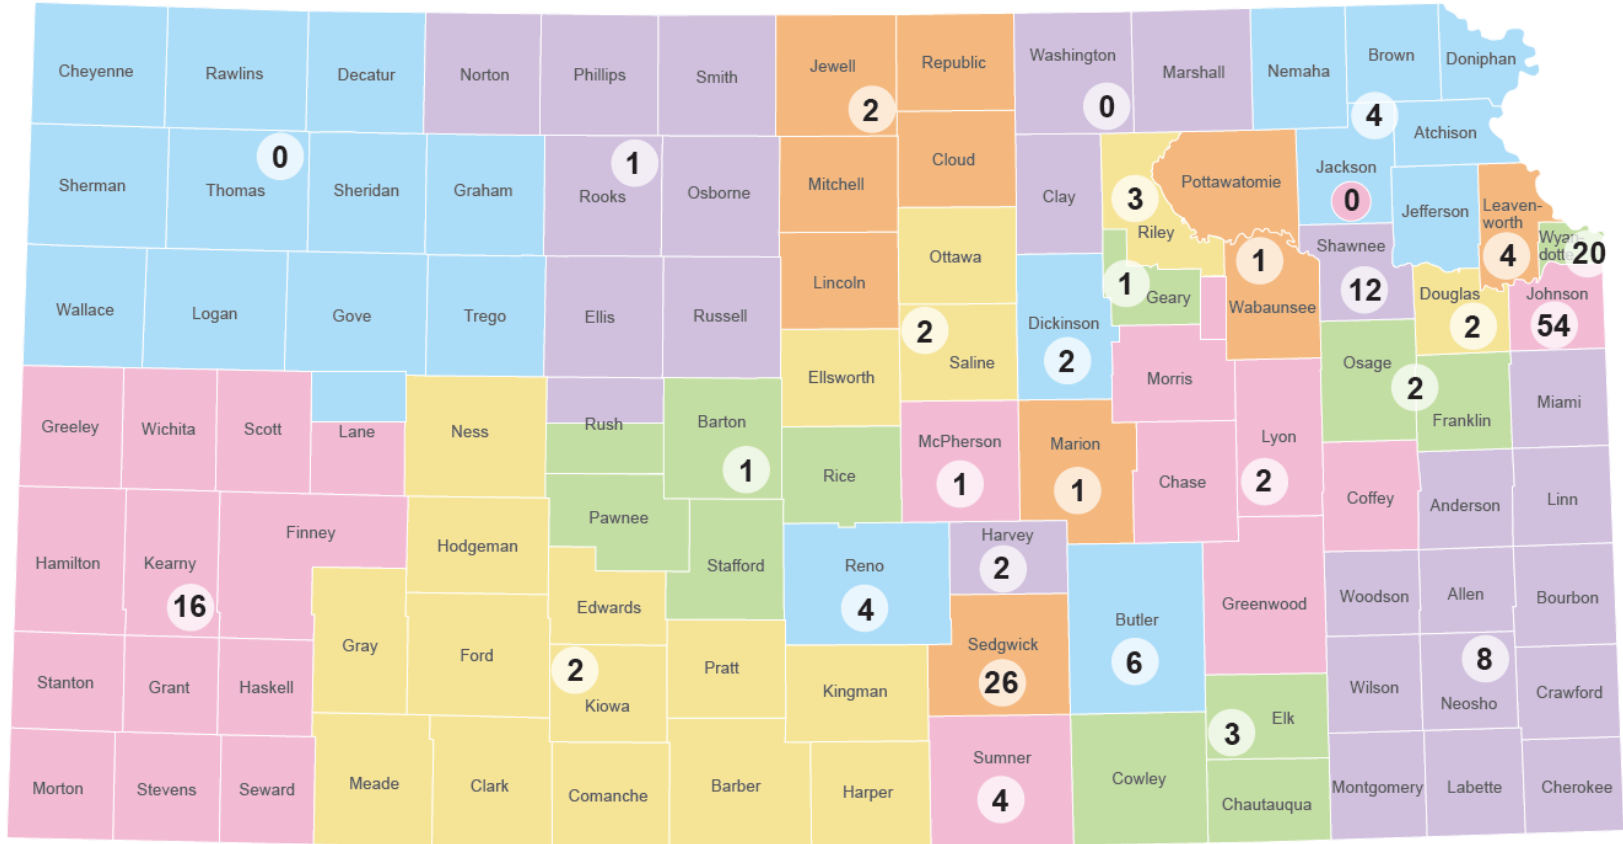 Cheyenne
Rawlins
Decatur
Norton
Phillips
Smith
Jewell
2
Republic
Washington
0
Marshall
Nemaha
Brown
Doniphan
4
Atchison
Sherman
Thomas
0
Sheridan
Graham
Rooks
1
Osborne
Mitchell
Cloud
Clay
3
Riley
Pottawatomie
Jackson
0
Jefferson
Leaven-
worth
4
Wyan-
dotte
20
Wallace
Logan
Gove
Trego
Ellis
Russell
Lincoln
Ottawa
Dickinson
2
1
Geary
1
Wabaunsee
Shawnee
12
Douglas
2
Johnson
54
Ellsworth
2
Saline
Morris
Osage
2
Franklin
Miami
Greeley
Wichita
Scott
Lane
Ness
Rush
Barton
1
Rice
McPherson
1
Marion
1
Chase
Lyon
2
Coffey
Anderson
Linn
Hamilton
Kearny
16
Finney
Hodgeman
Pawnee
Stafford
Reno
4
Harvey
2
Butler
6
Greenwood
Woodson
Allen
Bourbon
Gray
Ford
Edwards
2
Kiowa
Pratt
Kingman
Sedgwick
26
Stanton
Grant
Haskell
Elk
3
Wilson
8
Neosho
Crawford
Morton
Stevens
Seward
Meade
Clark
Comanche
Barber
Harper
Sumner
4
Cowley
Chautauqua
Montgomery
Labette
Cherokee